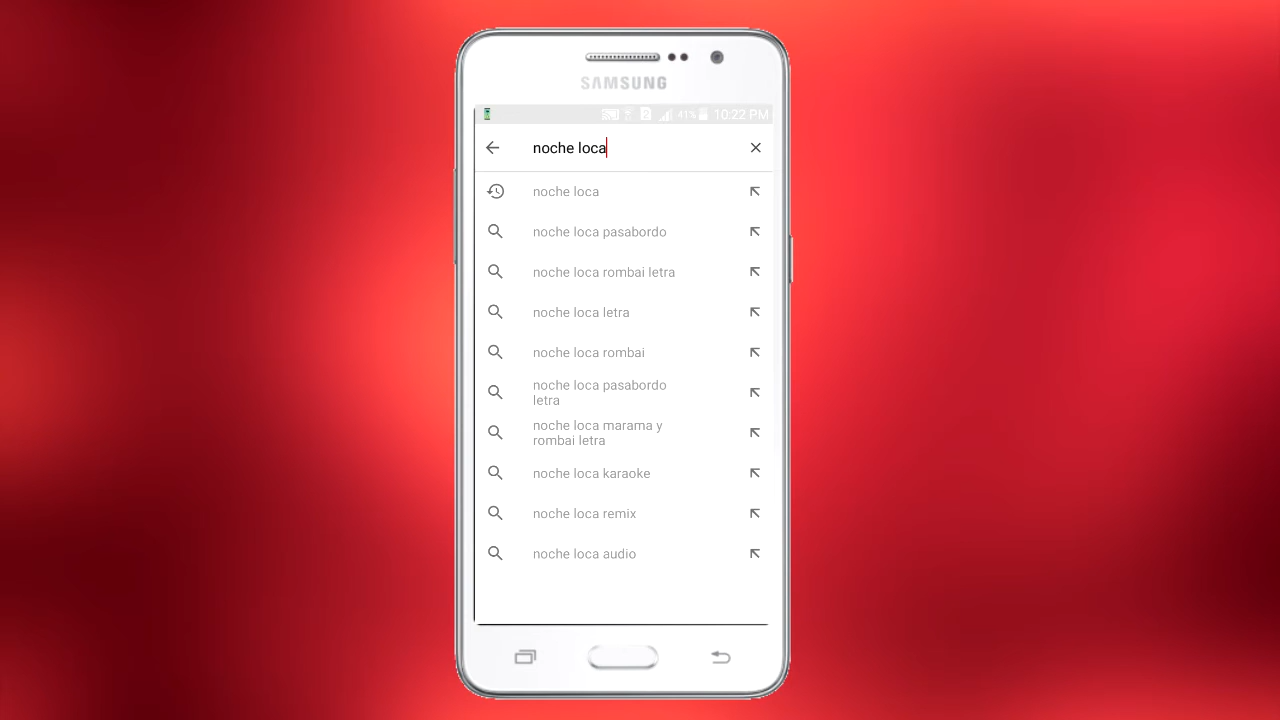 SAMSUNG
2 41% 10:22 PM
noche loca
noche loca
noche loca pasabordo
noche loca rombai letra
noche loca letra
noche loca rombai
noche loca pasabordo
letra
noche loca marama y
rombai letra
noche loca karaoke
noche loca remix
noche loca audio